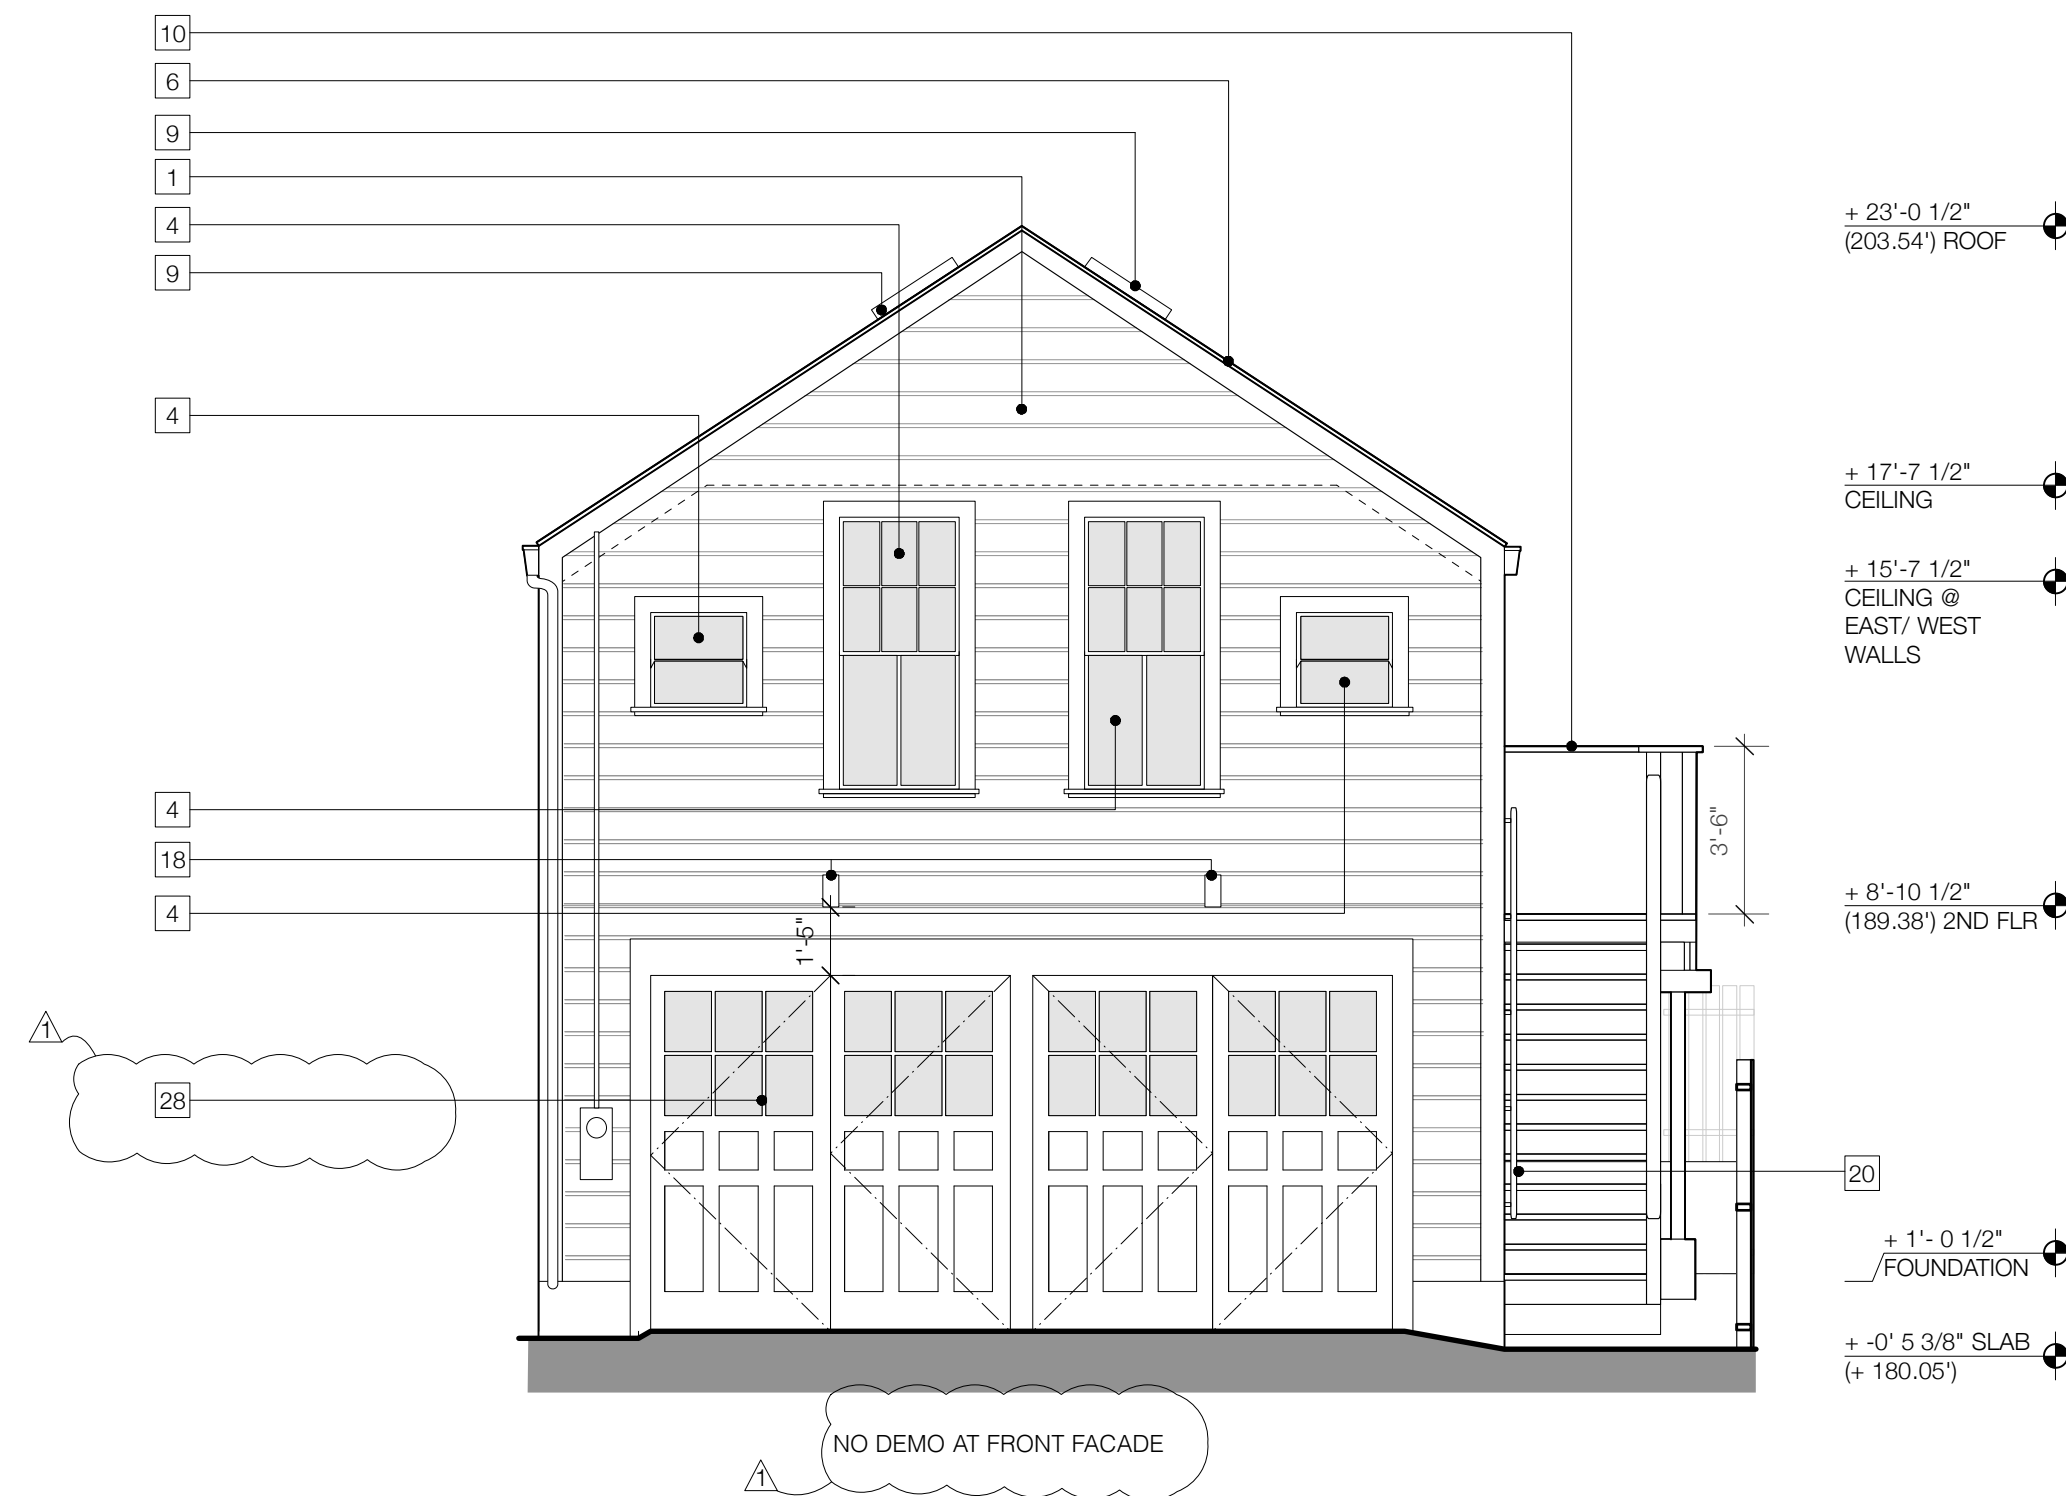 10
6
9
1
4
9
4
4
18
4
1
28
+ 23'-0 1/2"
(203.54') ROOF
+ 17'-7 1/2"
CEILING
+ 15'-7 1/2"
CEILING @
EAST/ WEST
WALLS
3'-6"
+ 8'-10 1/2"
(189.38') 2ND FLR
1'-5"
20
+ 1'- 0 1/2"
FOUNDATION
+ -0' 5 3/8" SLAB
(+ 180.05')
NO DEMO AT FRONT FACADE
1